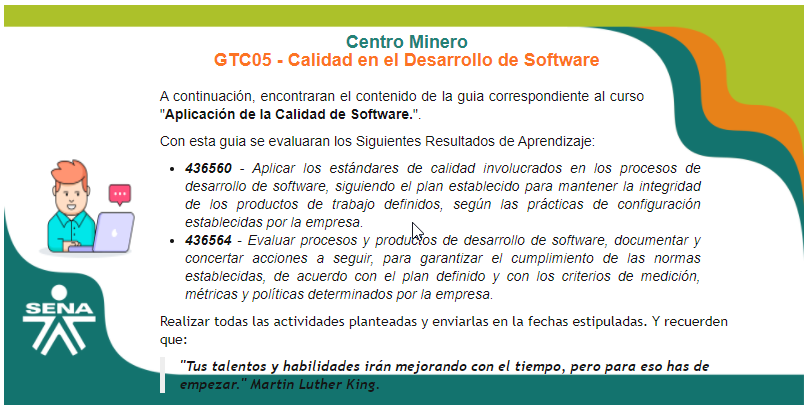 Centro Minero
GTC05 - Calidad en el Desarrollo de Software
A continuación, encontraran el contenido de la guia correspondiente al curso
"Aplicación de la Calidad de Software.".
Con esta guia se evaluaran los Siguientes Resultados de Aprendizaje:
• 436560 - Aplicar los estándares de calidad involucrados en los procesos de
desarrollo de software, siguiendo el plan establecido para mantener la integridad
de los productos de trabajo definidos, según las prácticas de configuración
establecidas por la empresa.
• 436564 - Evaluar procesos y productos de desarrollo de software, documentar y
concertar acciones a seguir, para garantizar el cumplimiento de las normas
establecidas, de acuerdo con el plan definido y con los criterios de medición,
métricas y políticas determinados por la empresa.
SENA
Realizar todas las actividades planteadas y enviarlas en la fechas estipuladas. Y recuerden
que:
"Tus talentos y habilidades irán mejorando con el tiempo, pero para eso has de
empezar." Martin Luther King.